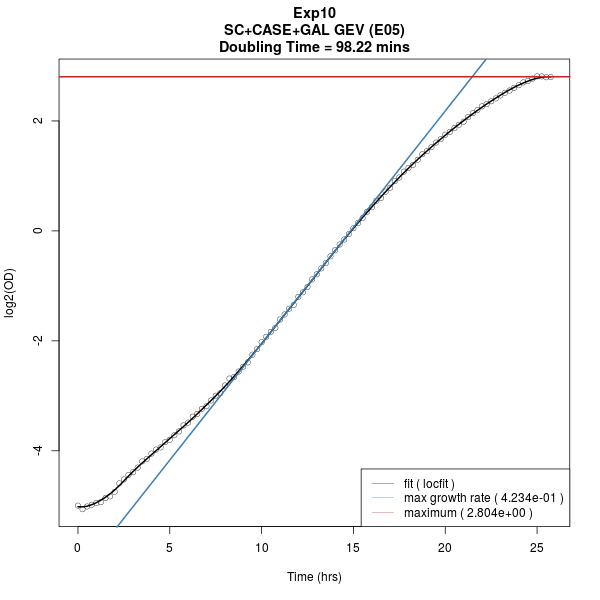 Exp10
SC+CASE+GAL GEV (E05)
Doubling Time = 98.22 mins
log2(OD)
2
0
-2
-4
fit ( locfit )
max growth rate ( 4.234e-01 )
maximum ( 2.804e+00 )
0 5 10 15 20 25
Time (hrs)